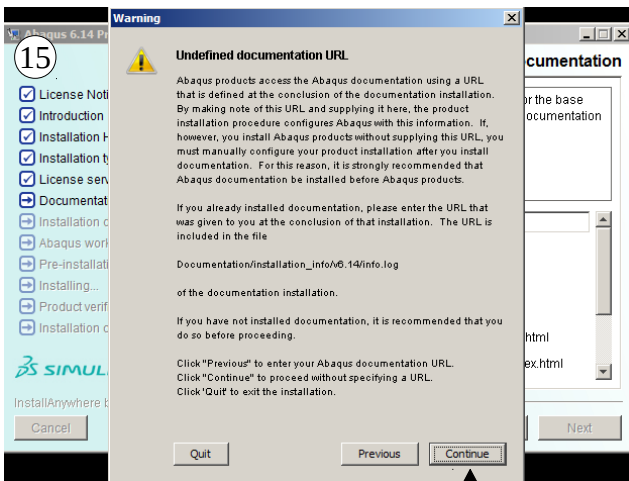 Warning
Abaqus 6.14 Pr
15
cumentation
Undefined documentation URL
Abaqus products access the Abaqus documentation using a URL
that is defined at the conclusion of the documentation installation.
By making note of this URL and supplying it here, the product
installation procedure configures Abaqus with this information. If,
however, you install Abaqus products without supplying this URL, you
must manually configure your product installation after you install
documentation. For this reason, it is strongly recommended that
Abaqus documentation be installed before Abaqus products.
If you already installed documentation, please enter the URL that
was given to you at the conclusion of that installation. The URL is
included in the file
Documentation/installation_info/v6.14/info.log
of the documentation installation.
If you have not installed documentation, it is recommended that you
do so before proceeding.
Click "Previous" to enter your Abaqus documentation URL.
Click "Continue" to proceed without specifying a URL.
Click 'Quit' to exit the installation.
Quit
Previous
Continue
License Noti
Introduction
Installation H
Installation ty
License serv
Documentat
Installation c
Abaqus work
Pre-installati
Installing...
Product verif
Installation c
SIMUL
InstallAnywhere b
Cancel
or the base
ocumentation
html
ex.html
Next